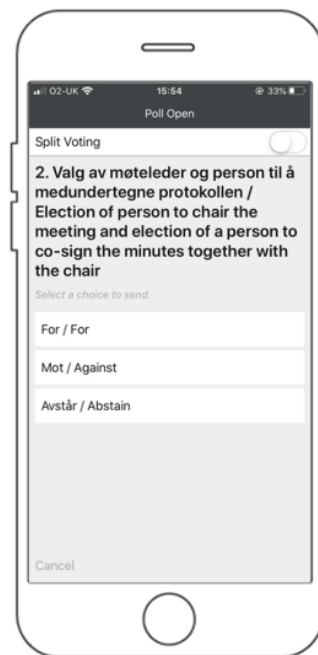 O2-UK 15:54 33%
Poll Open
Split Voting
2. Valg av møteleder og person til å
medundertegne protokollen /
Election of person to chair the
meeting and election of a person to
co-sign the minutes together with
the chair
Select a choice to send.
For / For
Mot / Against
Avstår / Abstain
Cancel